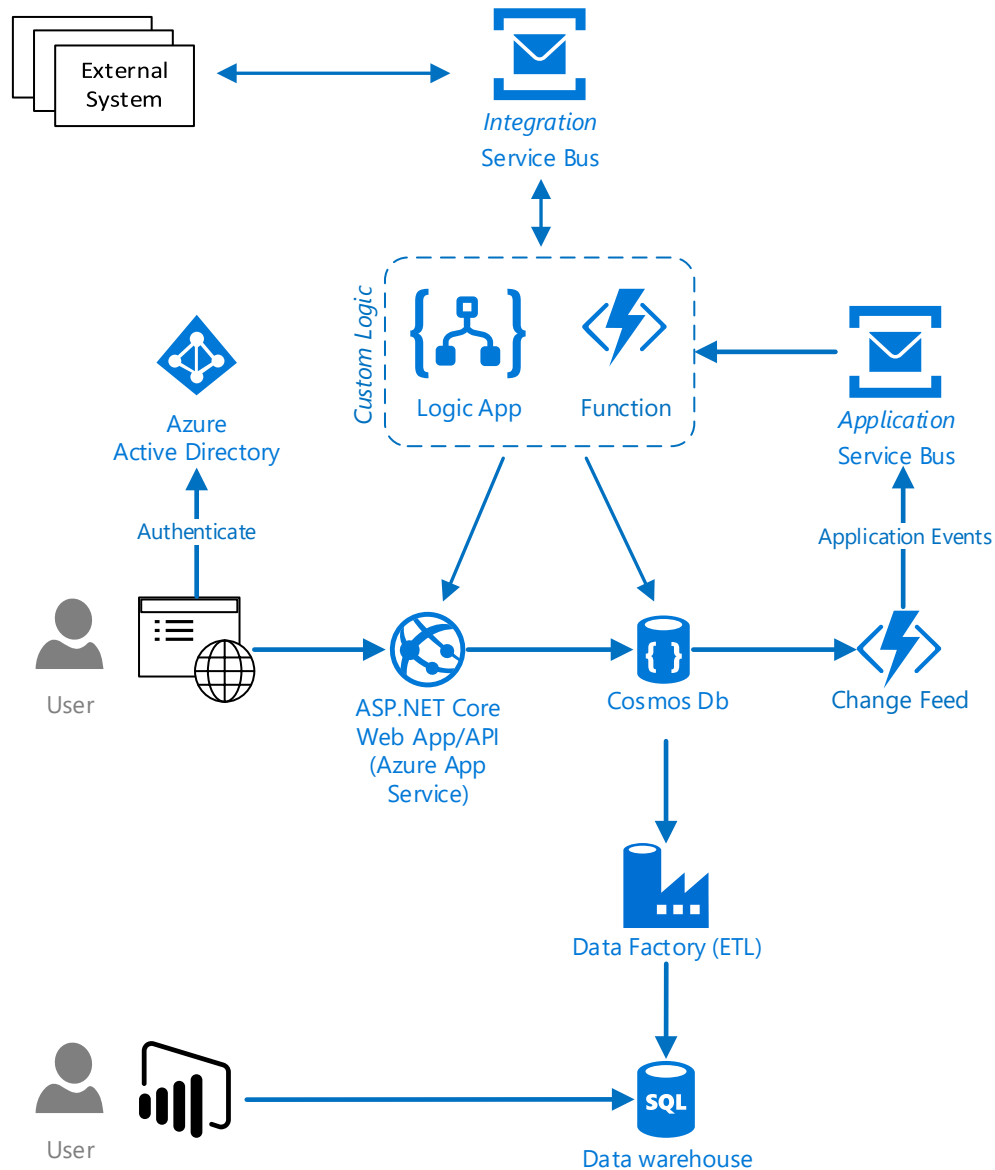 External
System
Integration
Service Bus
Custom Logic
Logic App
Function
Application
Service Bus
Azure
Active Directory
Authenticate
Application Events
User
ASP.NET Core
Web App/API
(Azure App
Service)
Cosmos Db
Change Feed
Data Factory (ETL)
User
SQL
Data warehouse